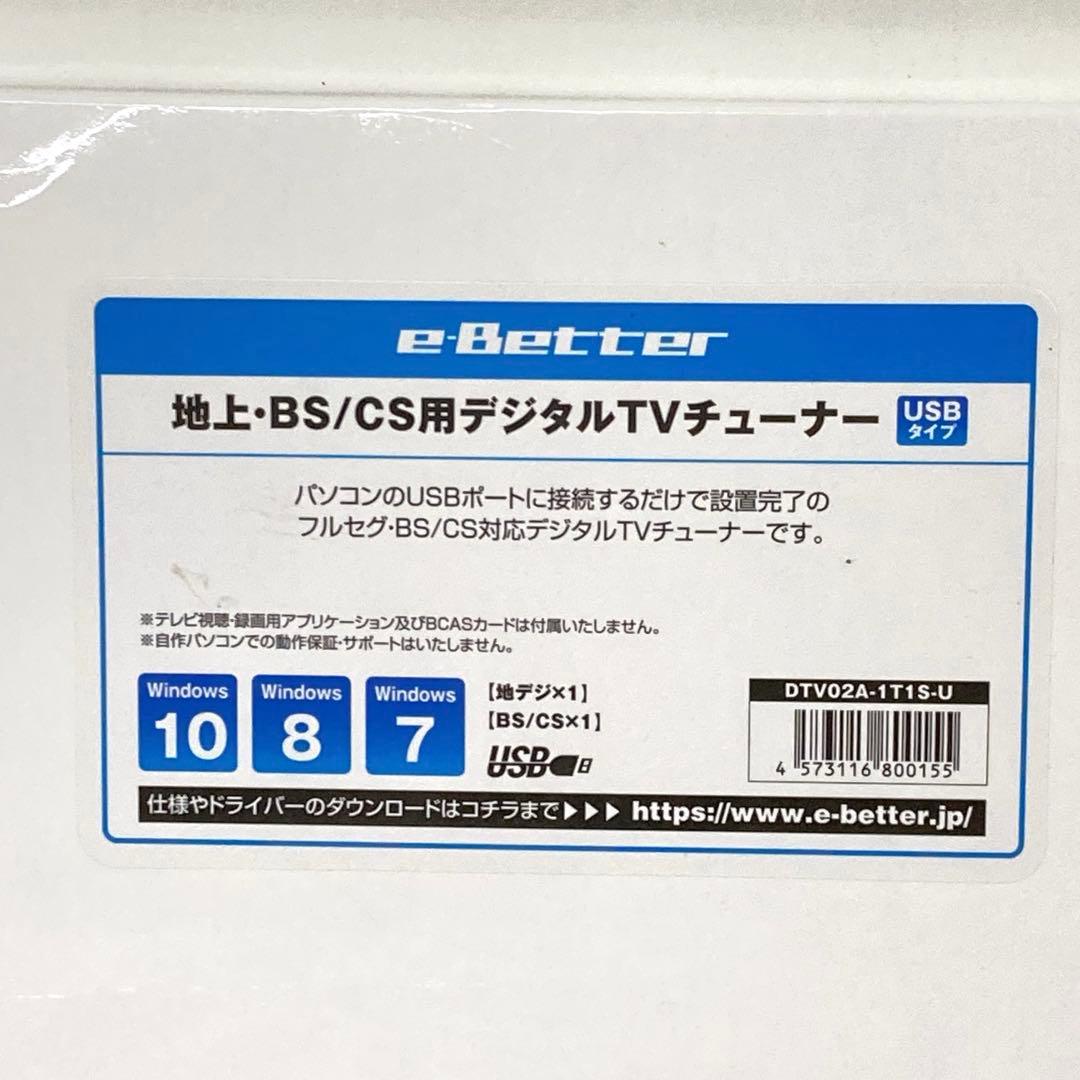 e-Better
地上・BS/CS用デジタルTVチューナー USBタイプ
パソコンのUSBポートに接続するだけで設置完了の
フルセグ・BS/CS対応デジタルTVチューナーです。
※テレビ視聴・録画用アプリケーション及びBCASカードは付属いたしません。
※自作パソコンでの動作保証・サポートはいたしません。
Windows 10
Windows 8
Windows 7
【地デジ×1】
【BS/CS×1】
USB
DTV02A-1T1S-U
4 573116 800155
仕様やドライバーのダウンロードはコチラまで▶▶▶ https://www.e-better.jp/